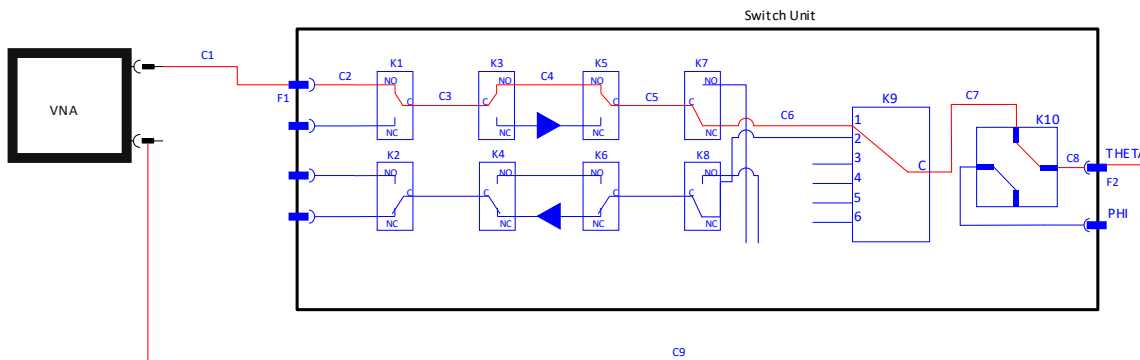 Switch Unit
C1
C2
K1
K3
C4
K5
K7
NO
NO
NO
NO
VNA
F1
C
C3
C
C
C5
C
C6
K9
C7
NC
NC
NC
NC
1
K10
K2
K4
K6
K8
2
NO
NO
NO
NO
3
C
C8
THETA
C
C
C
C
4
F2
5
NC
NC
NC
NC
6
PHI
C9